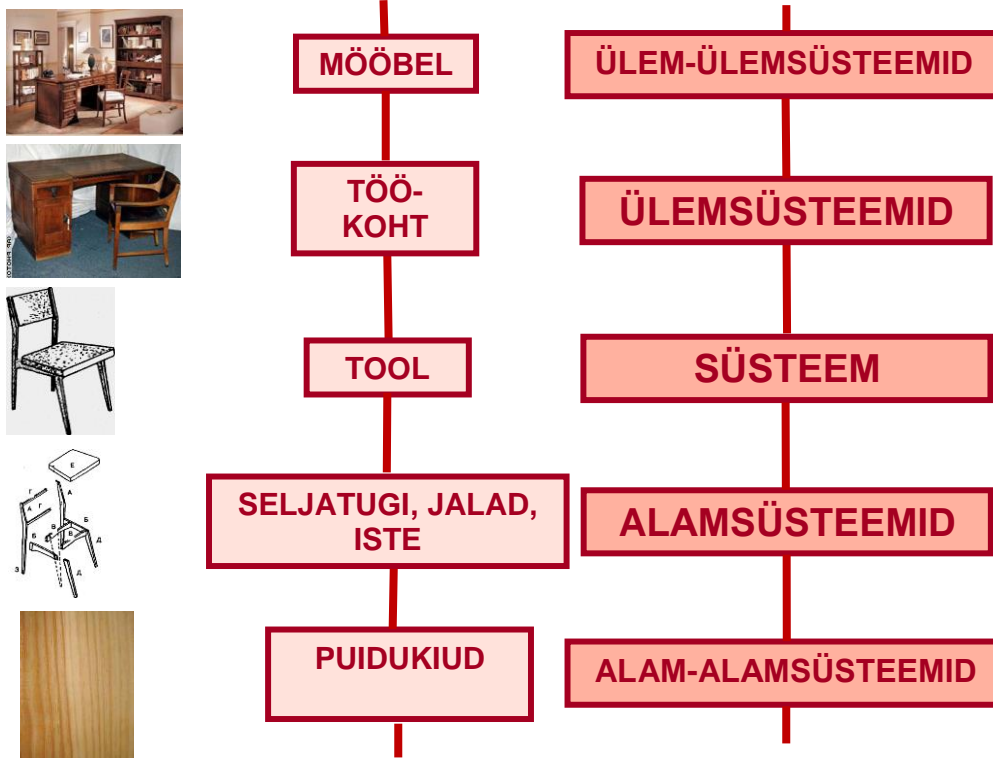 MÖÖBEL
ÜLEM-ÜLEMSÜSTEEMID
TÖÖ-
KOHT
ÜLEMSÜSTEEMID
TOOL
SÜSTEEM
SELJATUGI, JALAD,
ISTE
ALAMSÜSTEEMID
PUIDUKIUD
ALAM-ALAMSÜSTEEMID
Е
Г
А
А
Г
Б
В
Б
В
Д
Э
Д